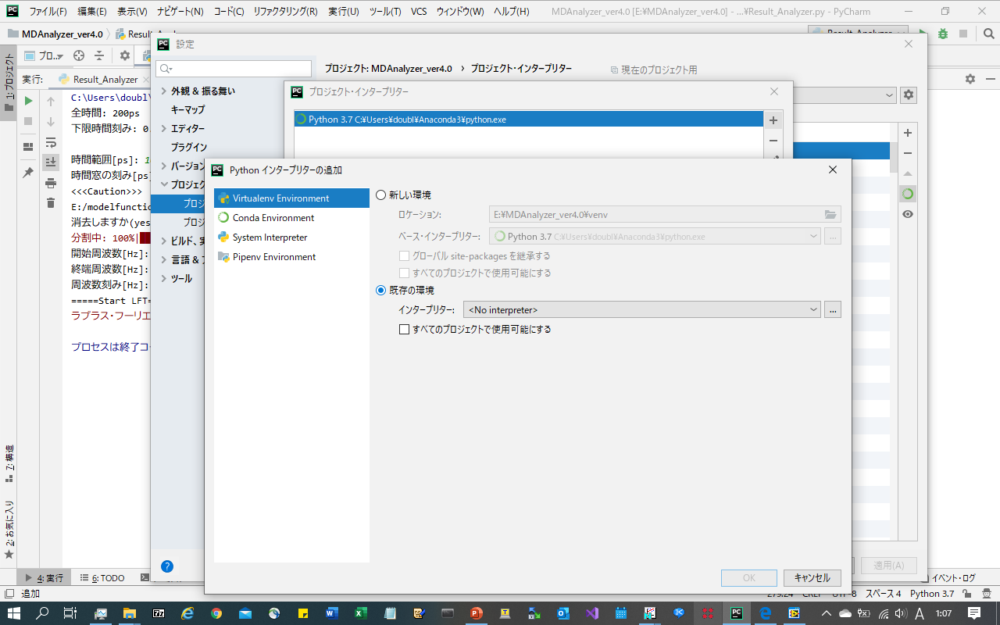 ファイル(F) 編集(E) 表示(V) ナビゲート(N) コード(C) リファクタリング(R) 実行(U) ツール(T) VCS ウィンドウ(W) ヘルプ(H) MDAnalyzer_ver4.0 [E:¥MDAnalyzer_ver4.0] - ...¥Result_Analyzer.py - PyCharm
MDAnalyzer_ver4.0
設定
プロ...
1: プロジェクト
プロジェクト: MDAnalyzer_ver4.0 › プロジェクト・インタープリター 現在のプロジェクト用
実行: Result_Analyzer
外観 & 振る舞い
キーマップ
エディター
プラグイン
バージョン
プロジェク
プロジ
プロジ
ビルド、実
言語 &
ツール
C:\Users\doubl\
全時間: 200ps
下限時間刻み: 0
時間範囲[ps]:
時間窓の刻み[ps
<<<Caution>>>
E:/modelfunctio
消去しますか(yes
分割中: 100%|
開始周波数[Hz]:
終端周波数[Hz]:
周波数刻み[Hz]:
=====Start LFT=
ラプラス・フーリエ
プロセスは終了コー
プロジェクト・インタープリター
Python 3.7 C:¥Users¥doubl¥Anaconda3¥python.exe
Python インタープリターの追加
Virtualenv Environment
Conda Environment
System Interpreter
Pipenv Environment
新しい環境
ロケーション: E:¥MDAnalyzer_ver4.0¥venv
ベース・インタープリター: Python 3.7 C:¥Users¥doubl¥Anaconda3¥python.exe ...
グローバル site-packages を継承する
すべてのプロジェクトで使用可能にする
既存の環境
インタープリター: <No interpreter> ...
すべてのプロジェクトで使用可能にする
OK キャンセル
適用(A)
7: 構造
2: お気に入り
4: 実行 6: TODO イベント・ログ
追加 スペース4 Python 3.7
A 1:07